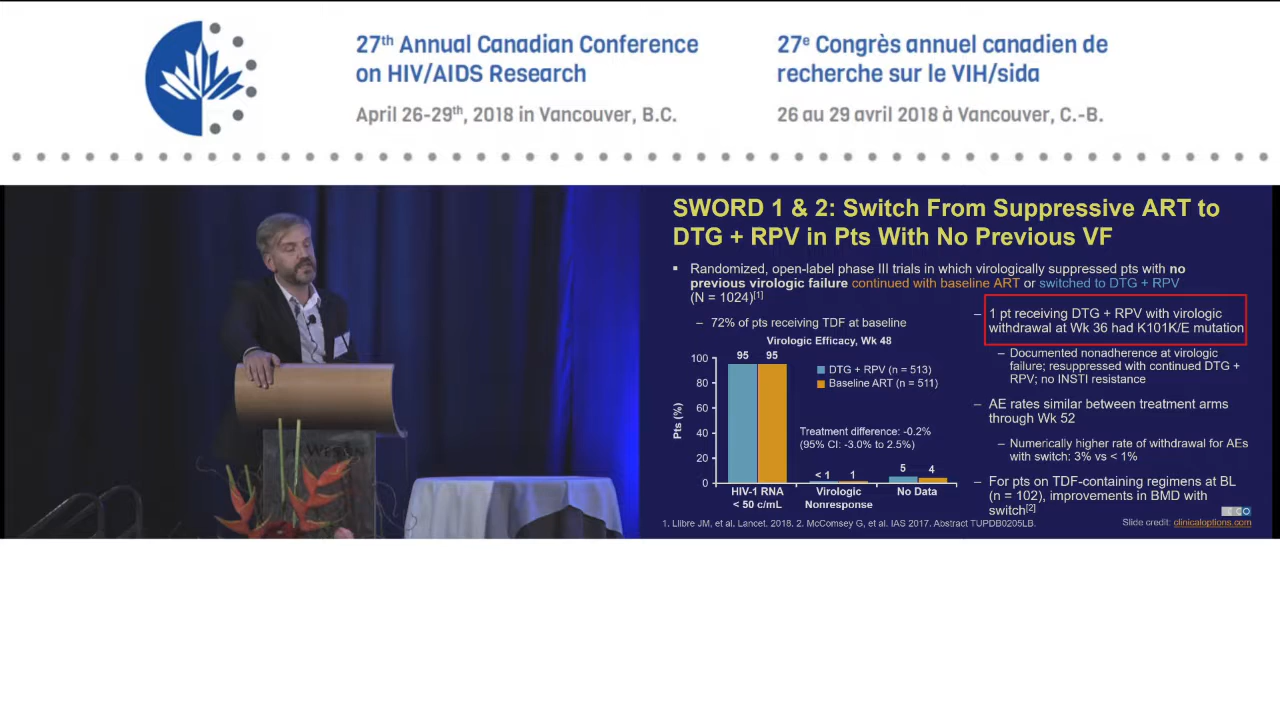 27th Annual Canadian Conference
on HIV/AIDS Research
April 26-29th, 2018 in Vancouver, B.C.
27e Congrès annuel canadien de
recherche sur le VIH/sida
26 au 29 avril 2018 à Vancouver, C.-B.
SWORD 1 & 2: Switch From Suppressive ART to
DTG + RPV in Pts With No Previous VF
▪ Randomized, open-label phase III trials in which virologically suppressed pts with no
previous virologic failure continued with baseline ART or switched to DTG + RPV
(N = 1024)[1]
– 72% of pts receiving TDF at baseline
Virologic Efficacy, Wk 48
Pts (%)
100
80
60
40
20
0
95 95
DTG + RPV (n = 513)
Baseline ART (n = 511)
Treatment difference: -0.2%
(95% CI: -3.0% to 2.5%)
< 1 1
5 4
HIV-1 RNA
< 50 c/mL
Virologic
Nonresponse
No Data
– 1 pt receiving DTG + RPV with virologic
withdrawal at Wk 36 had K101K/E mutation
– Documented nonadherence at virologic
failure; resuppressed with continued DTG +
RPV; no INSTI resistance
– AE rates similar between treatment arms
through Wk 52
– Numerically higher rate of withdrawal for AEs
with switch: 3% vs < 1%
– For pts on TDF-containing regimens at BL
(n = 102), improvements in BMD with
switch[2]
1. Llibre JM, et al. Lancet. 2018. 2. McComsey G, et al. IAS 2017. Abstract TUPDB0205LB.
Slide credit: clinicaloptions.com